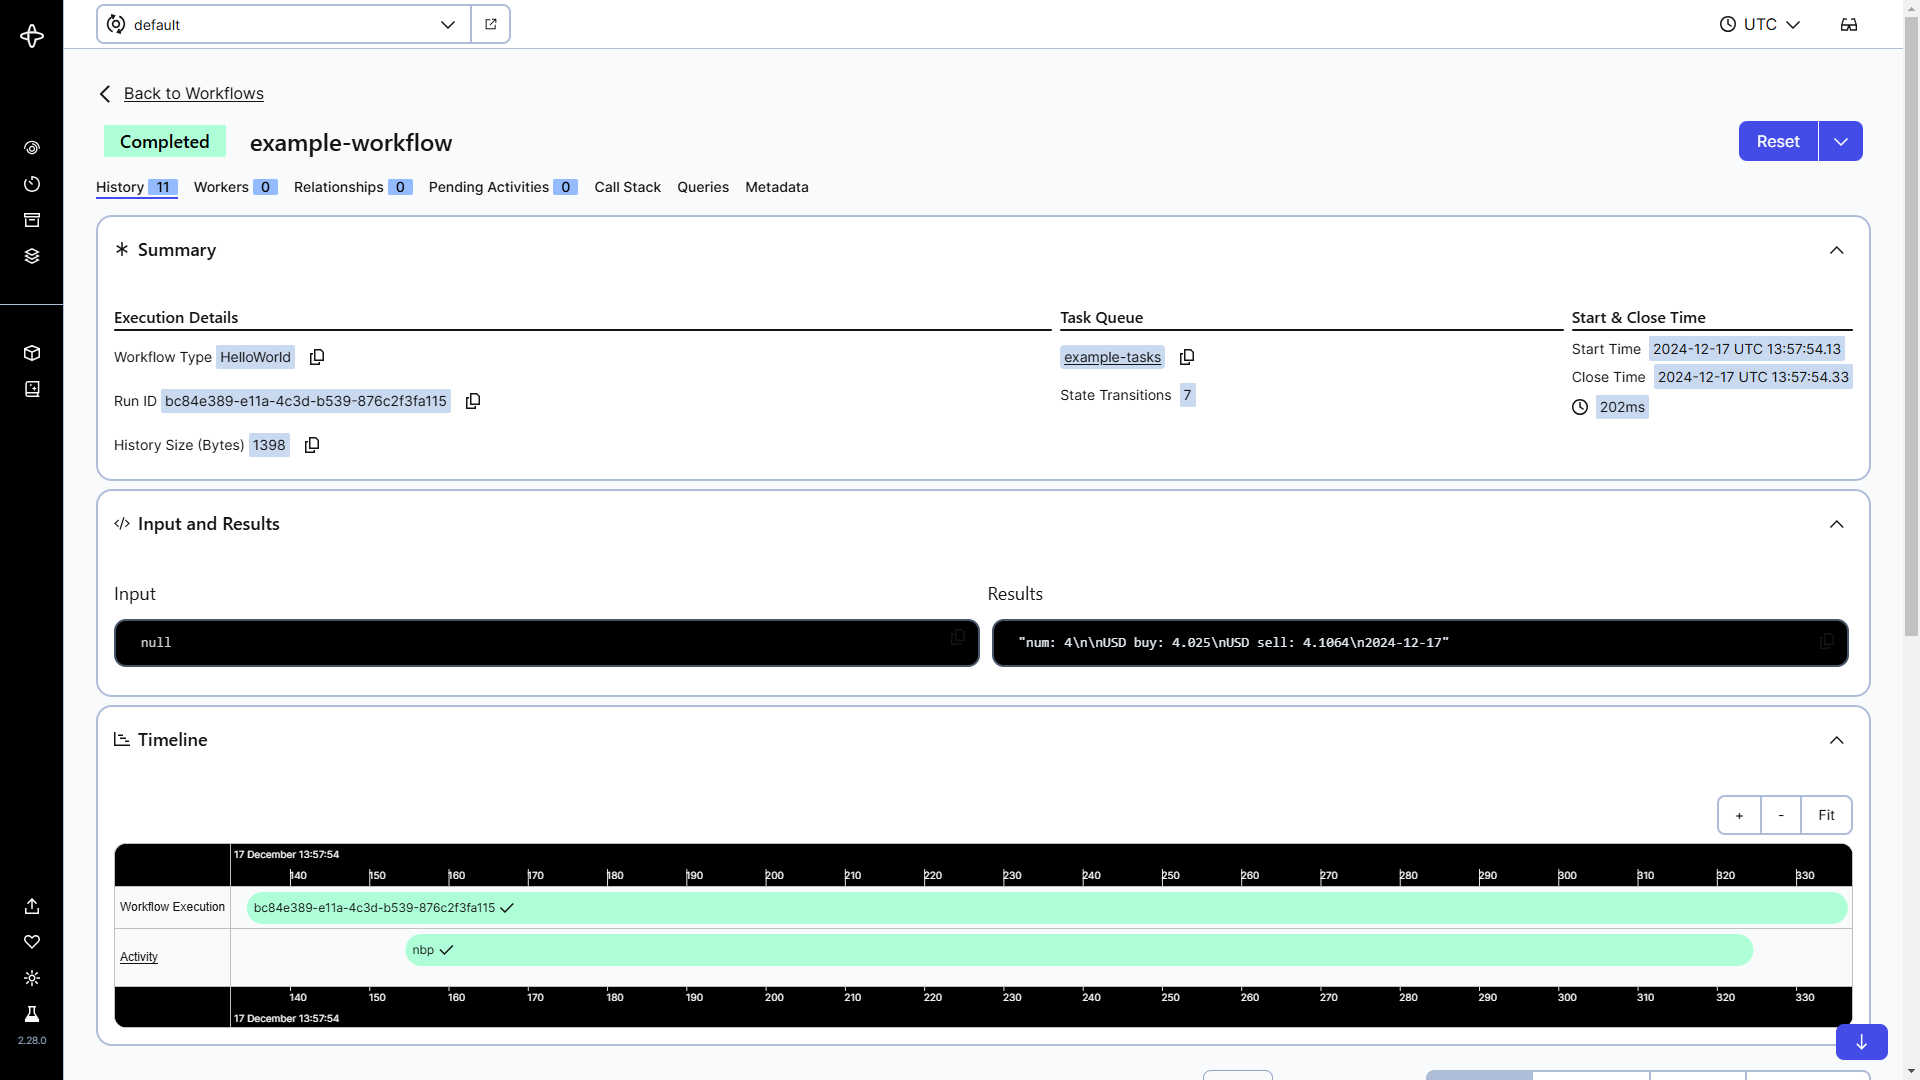 default
UTC
Back to Workflows
Completed example-workflow
Reset
History 11 Workers 0 Relationships 0 Pending Activities 0 Call Stack Queries Metadata
Summary
Execution Details Task Queue Start & Close Time
Workflow Type HelloWorld
example-tasks
Start Time 2024-12-17 UTC 13:57:54.13
Close Time 2024-12-17 UTC 13:57:54.33
Run ID bc84e389-e11a-4c3d-b539-876c2f3fa115
State Transitions 7
202ms
History Size (Bytes) 1398
Input and Results
Input Results
null
"num: 4\n\nUSD buy: 4.025\nUSD sell: 4.1064\n2024-12-17"
Timeline
+ - Fit
17 December 13:57:54
140 150 160 170 180 190 200 210 220 230 240 250 260 270 280 290 300 310 320 330
Workflow Execution bc84e389-e11a-4c3d-b539-876c2f3fa115
Activity nbp
140 150 160 170 180 190 200 210 220 230 240 250 260 270 280 290 300 310 320 330
17 December 13:57:54
2.28.0